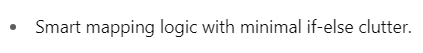 • Smart mapping logic with minimal if-else clutter.